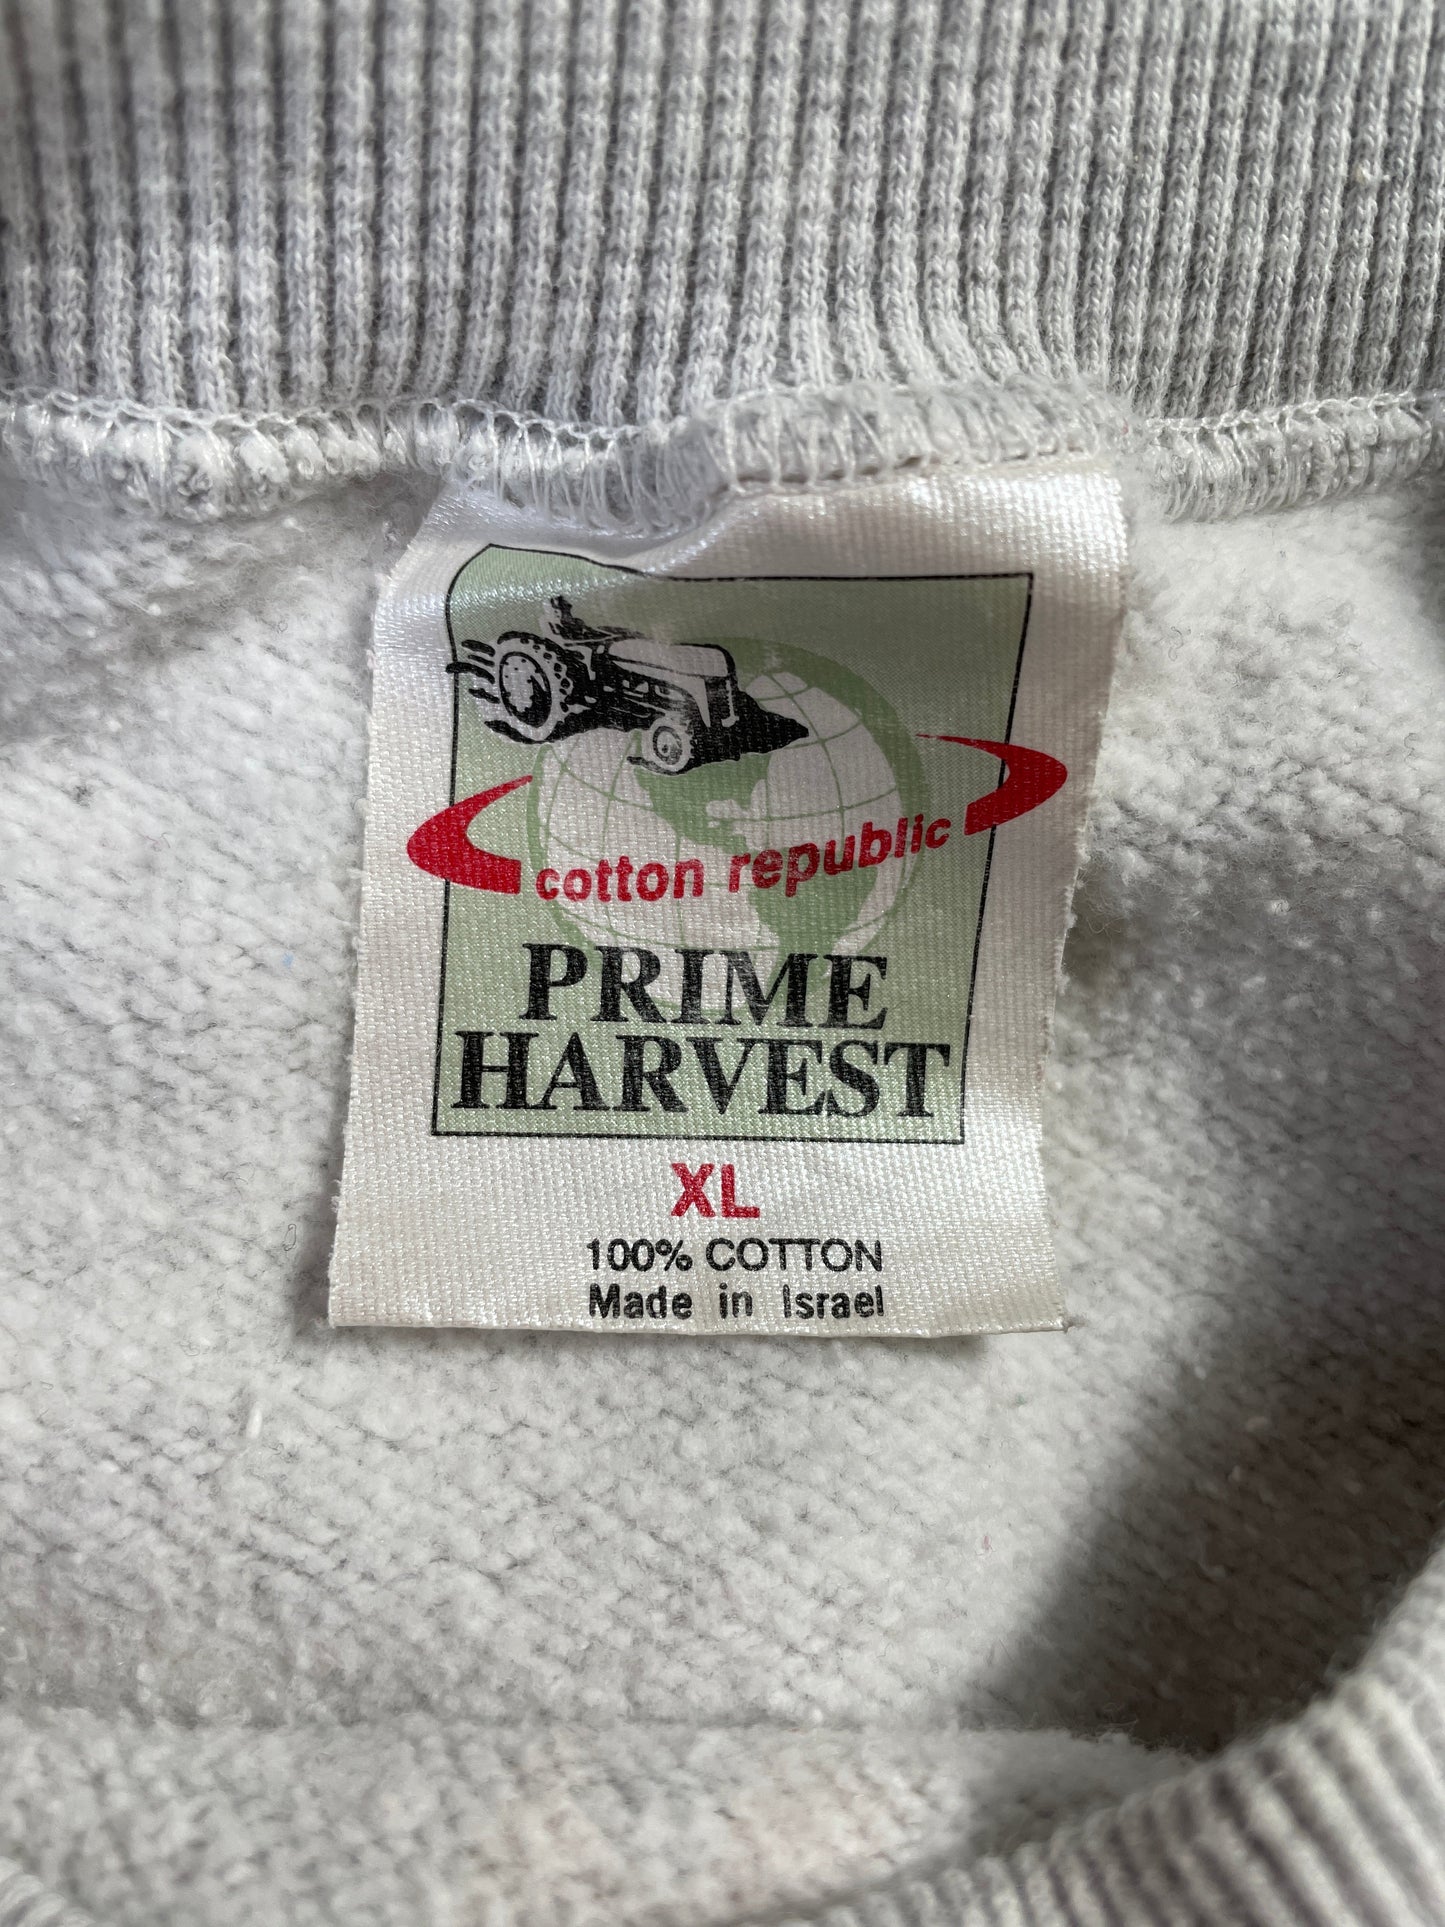 cotton republic
PRIME
HARVEST
XL
100% COTTON
Made in Israel